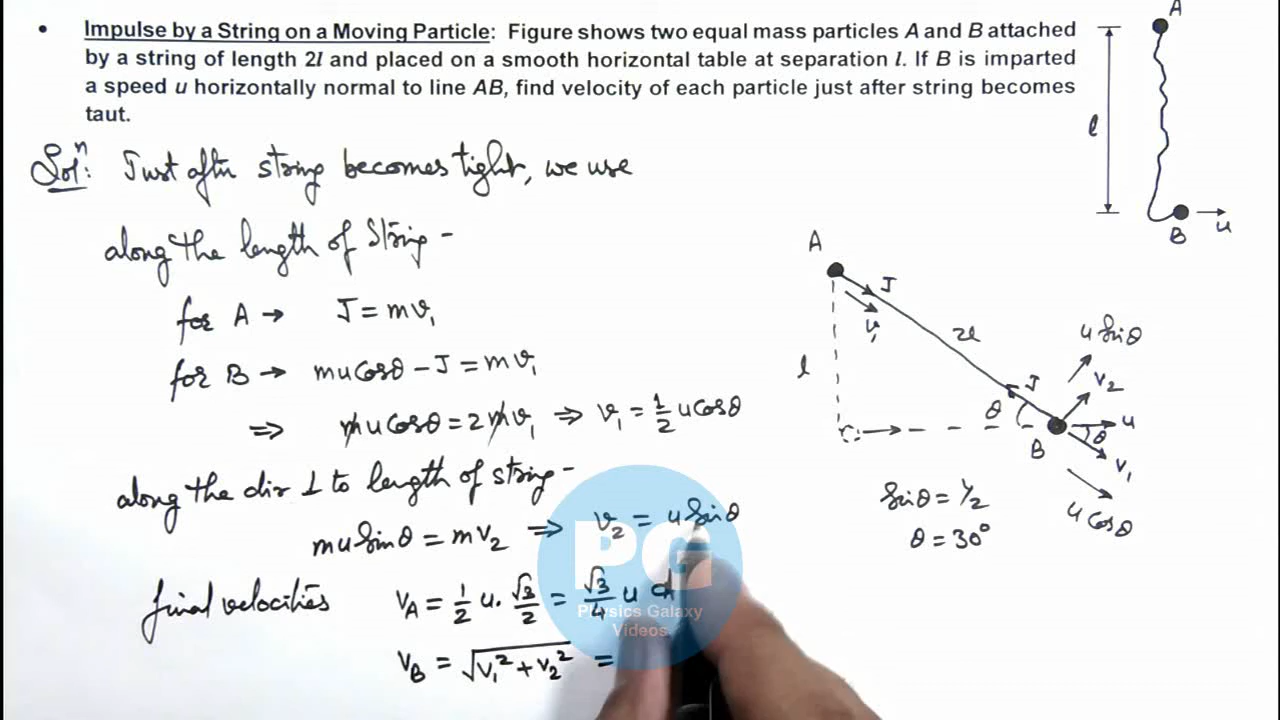 • Impulse by a String on a Moving Particle: Figure shows two equal mass particles A and B attached
by a string of length 2l and placed on a smooth horizontal table at separation l. If B is imparted
a speed u horizontally normal to line AB, find velocity of each particle just after string becomes
taut.
A
l
B
u
Solⁿ: Just after string becomes tight, we use
along the length of string -
for A → J = mv₁
for B → mu cosθ - J = mv₁
⇒ mu cosθ = 2mv₁ ⇒ v₁ = 1/2 u cosθ
along the dir ⊥ to length of string -
mu sinθ = mv₂ ⇒ v₂ = u sinθ
final velocities vA = 1/2 u · √3/2 = √3/4 u
vB = √(v₁² + v₂²) =
A
J
v₁
2l
l
u sinθ
J
v₂
θ
u
θ
B
v₁
u cosθ
sinθ = 1/2
θ = 30°
PG
Physics Galaxy
Videos